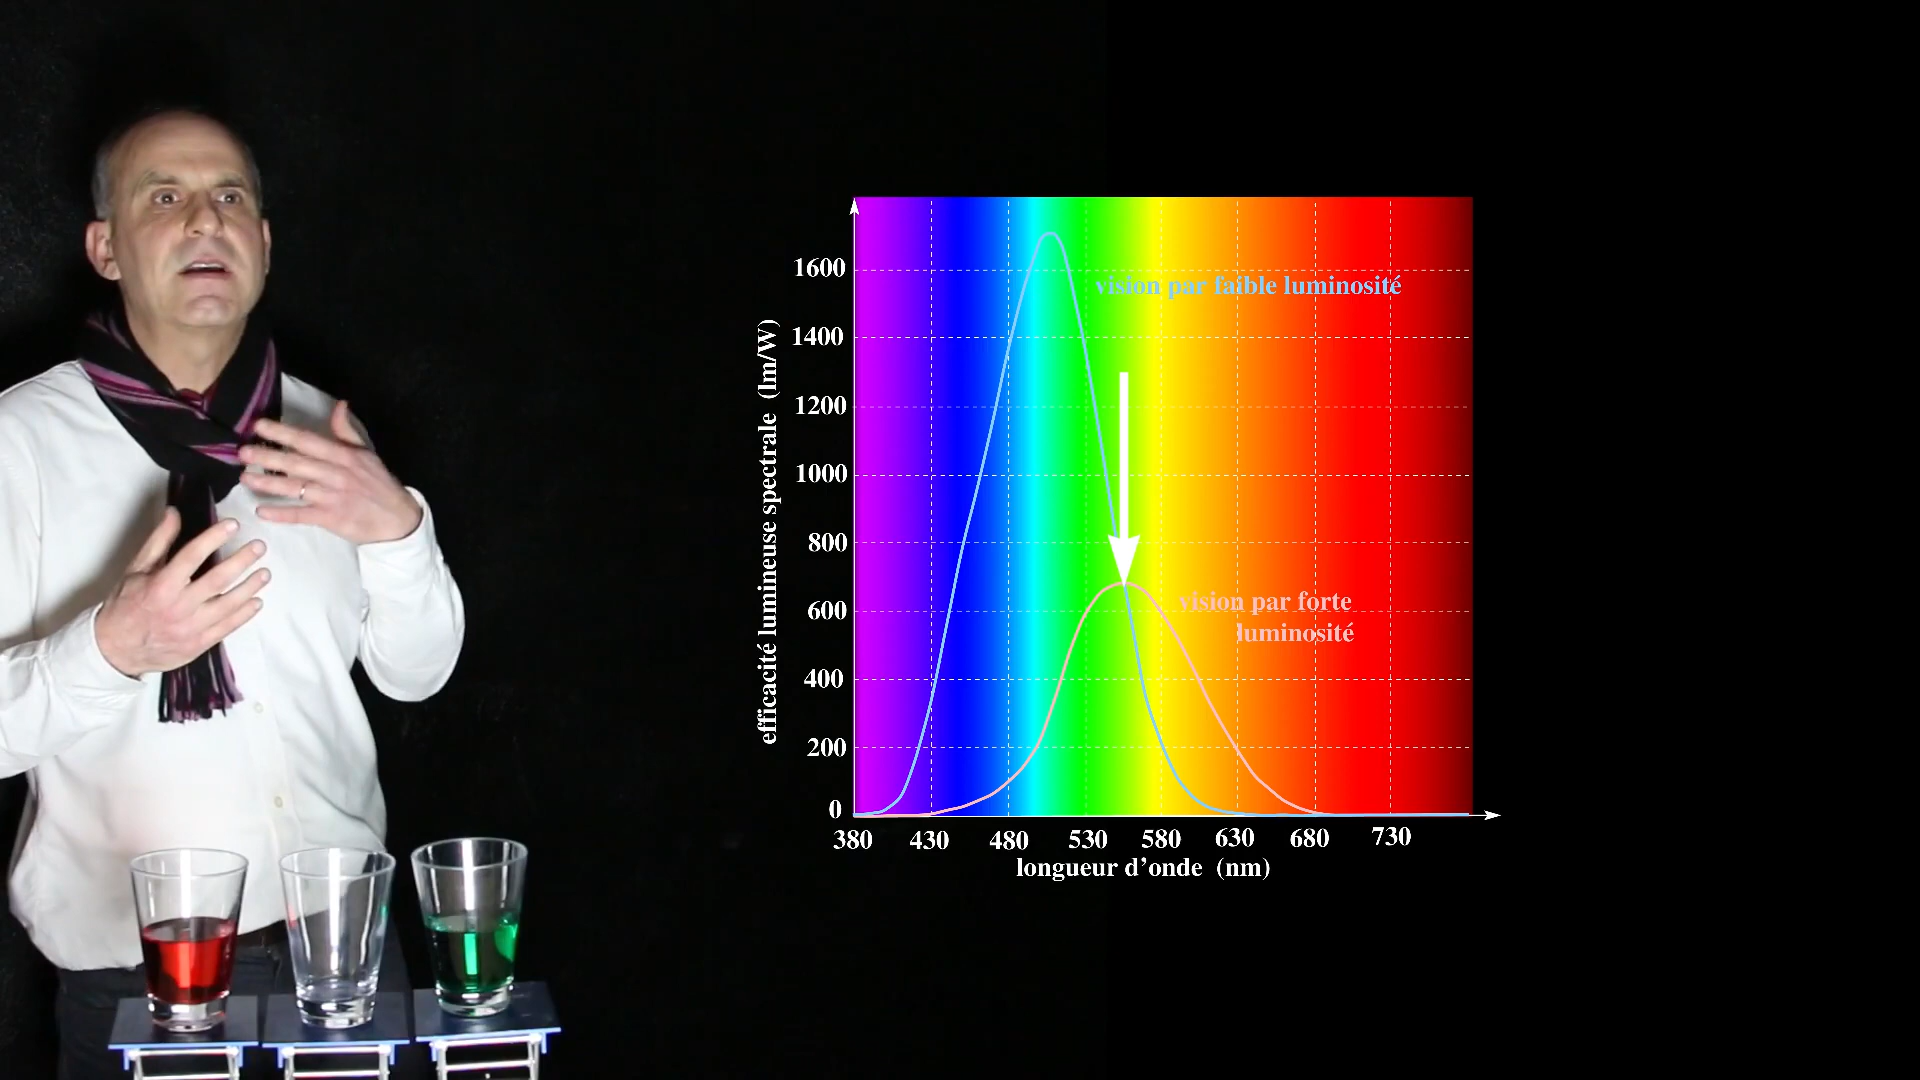 efficacité lumineuse spectrale (lm/W)
1600
1400
1200
1000
800
600
400
200
0
vision par faible luminosité
vision par forte
luminosité
380 430 480 530 580 630 680 730
longueur d'onde (nm)